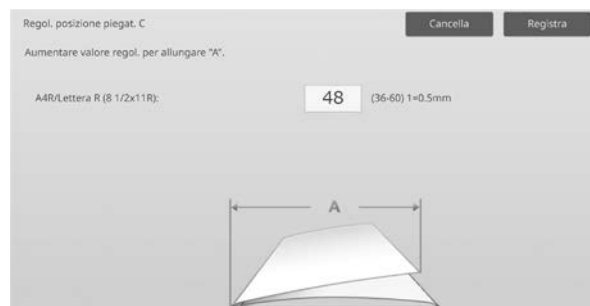 Regol. posizione piegat. C
Cancella
Registra
Aumentare valore regol. per allungare "A".
A4R/Lettera R (8 1/2x11R):
48
(36-60) 1=0.5mm
A